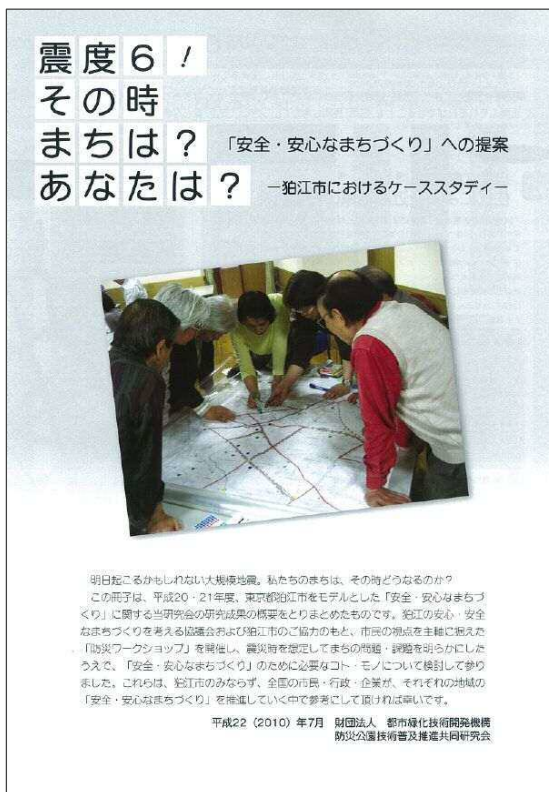 震度6!
その時
まちは? 「安全・安心なまちづくり」への提案
あなたは? −狛江市におけるケーススタディ−
明日起こるかもしれない大規模地震。私たちのまちは、その時どうなるのか?
この冊子は、平成20・21年度、東京都狛江市をモデルとした「安全・安心なまちづ
くり」に関する当研究会の研究成果の概要をとりまとめたものです。狛江の安心・安全
なまちづくりを考える協議会および狛江市のご協力のもと、市民の視点を主軸に据えた
「防災ワークショップ」を開催し、震災時を想定してまちの問題・課題を明らかにした
うえで、「安全・安心なまちづくり」のために必要なコト・モノについて検討して参り
ました。これらは、狛江市のみならず、全国の市民・行政・企業が、それぞれの地域の
「安全・安心なまちづくり」を推進していく中で参考にして頂ければ幸いです。
平成22(2010)年7月 財団法人 都市緑化技術開発機構
防災公園技術普及推進共同研究会